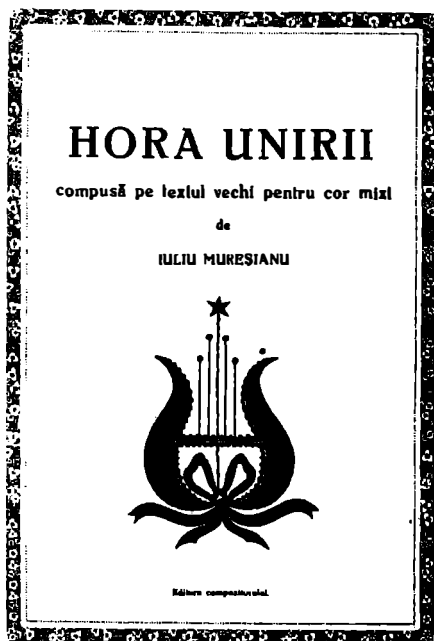 HORA UNIRII
compusă pe textul vechi pentru cor mixt
de
IULIU MUREȘIANU
Editura compozitorului.